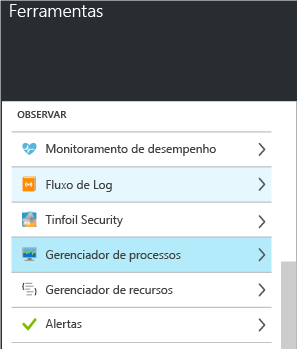 Ferramentas
OBSERVAR
Monitoramento de desempenho
Fluxo de Log
Tinfoil Security
Gerenciador de processos
Gerenciador de recursos
Alertas